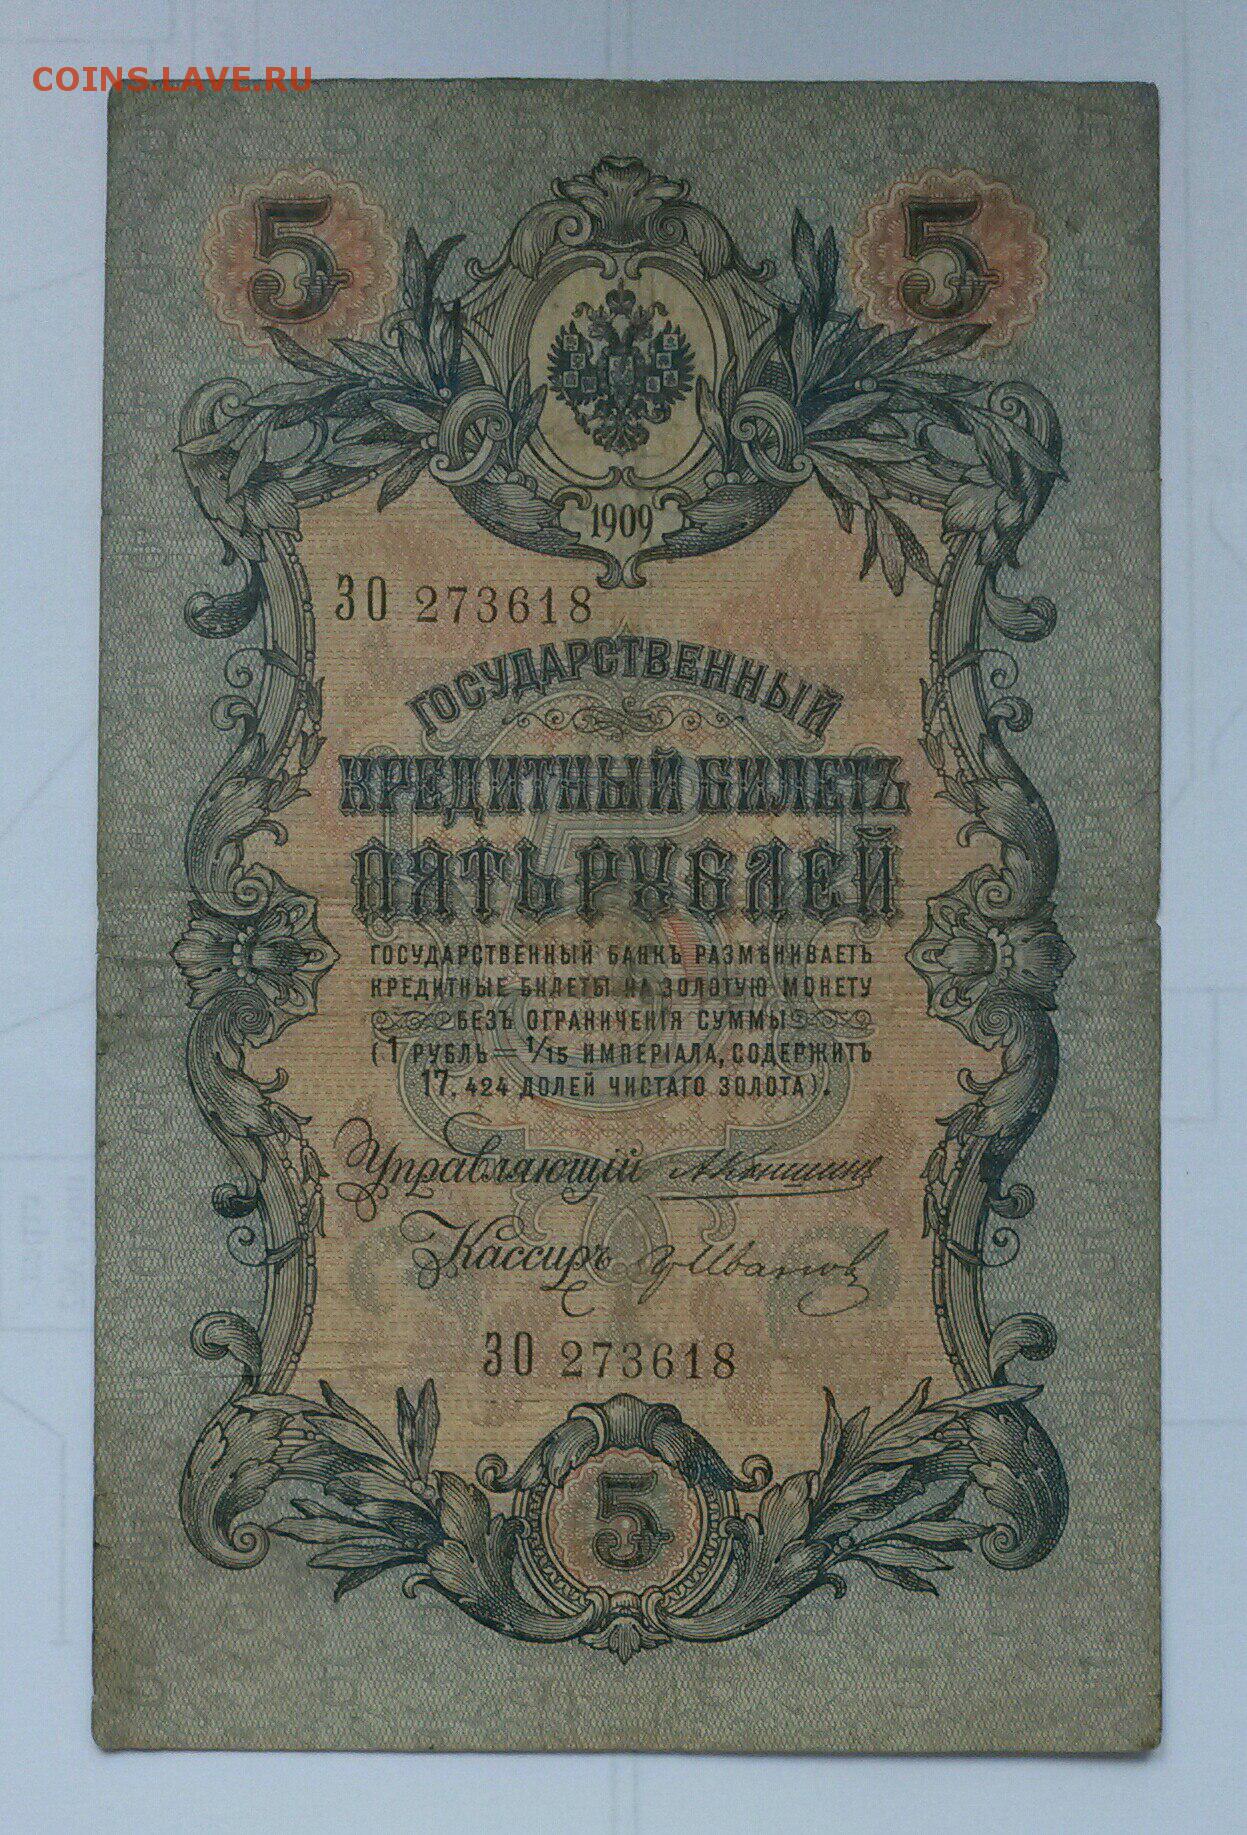 COINS.LAVE.RU
5 5
1909
ЗО 273618
ГОСУДАРСТВЕННЫЙ
КРЕДИТНЫЙ БИЛЕТЪ
ПЯТЬ РУБЛЕЙ
ГОСУДАРСТВЕННЫЙ БАНКЪ РАЗМѢНИВАЕТЪ
КРЕДИТНЫЕ БИЛЕТЫ НА ЗОЛОТУЮ МОНЕТУ
БЕЗЪ ОГРАНИЧЕНІЯ СУММЫ
(1 РУБЛЬ = 1/15 ИМПЕРІАЛА, СОДЕРЖИТЪ
17,424 ДОЛЕЙ ЧИСТАГО ЗОЛОТА).
Управляющій АКоншинъ
Кассиръ ГрИвановъ
ЗО 273618
5